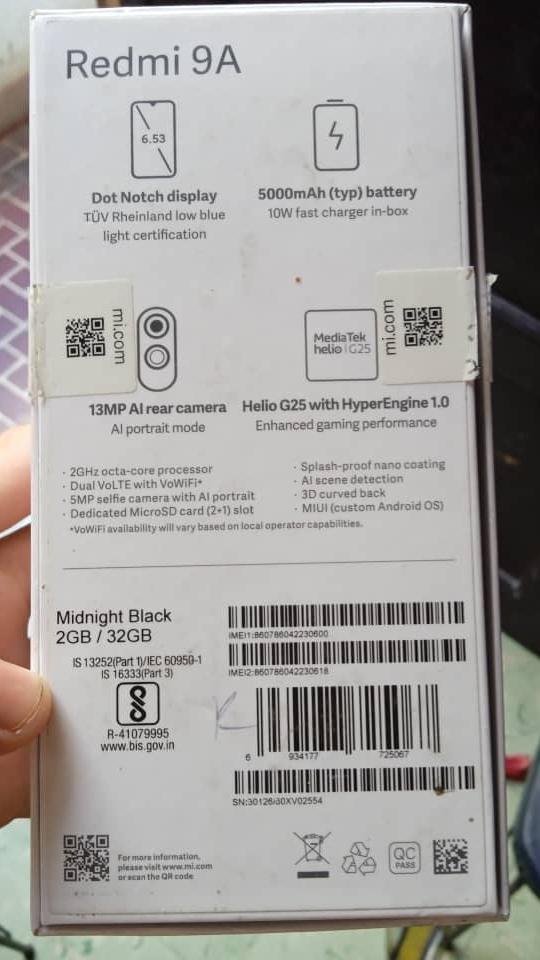 Redmi 9A
6.53
Dot Notch display
TÜV Rheinland low blue
light certification
5000mAh (typ) battery
10W fast charger in-box
mi.com
13MP AI rear camera
AI portrait mode
MediaTek
helio G25
mi.com
Helio G25 with HyperEngine 1.0
Enhanced gaming performance
· 2GHz octa-core processor
· Dual VoLTE with VoWiFi*
· 5MP selfie camera with AI portrait
· Dedicated MicroSD card (2+1) slot
· Splash-proof nano coating
· AI scene detection
· 3D curved back
· MIUI (custom Android OS)
*VoWiFi availability will vary based on local operator capabilities.
Midnight Black
2GB / 32GB
IS 13252(Part 1)/IEC 60950-1
IS 16333(Part 3)
R-41079995
www.bis.gov.in
IMEI1:860786042230600
IMEI2:860786042230618
6 934177 725067
SN:30126/30XV02554
For more information,
please visit www.mi.com
or scan the QR code
QC
PASS